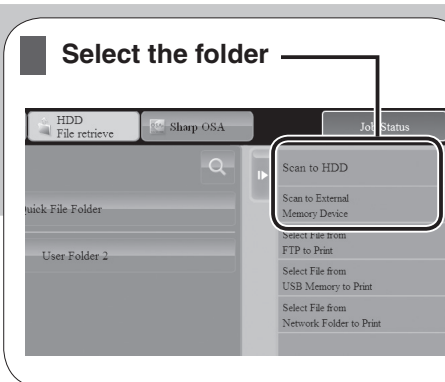 Select the folder
HDD
File retrieve
Sharp OSA
Job Status
Scan to HDD
Scan to External
Memory Device
Quick File Folder
Select File from
FTP to Print
User Folder 2
Select File from
USB Memory to Print
Select File from
Network Folder to Print